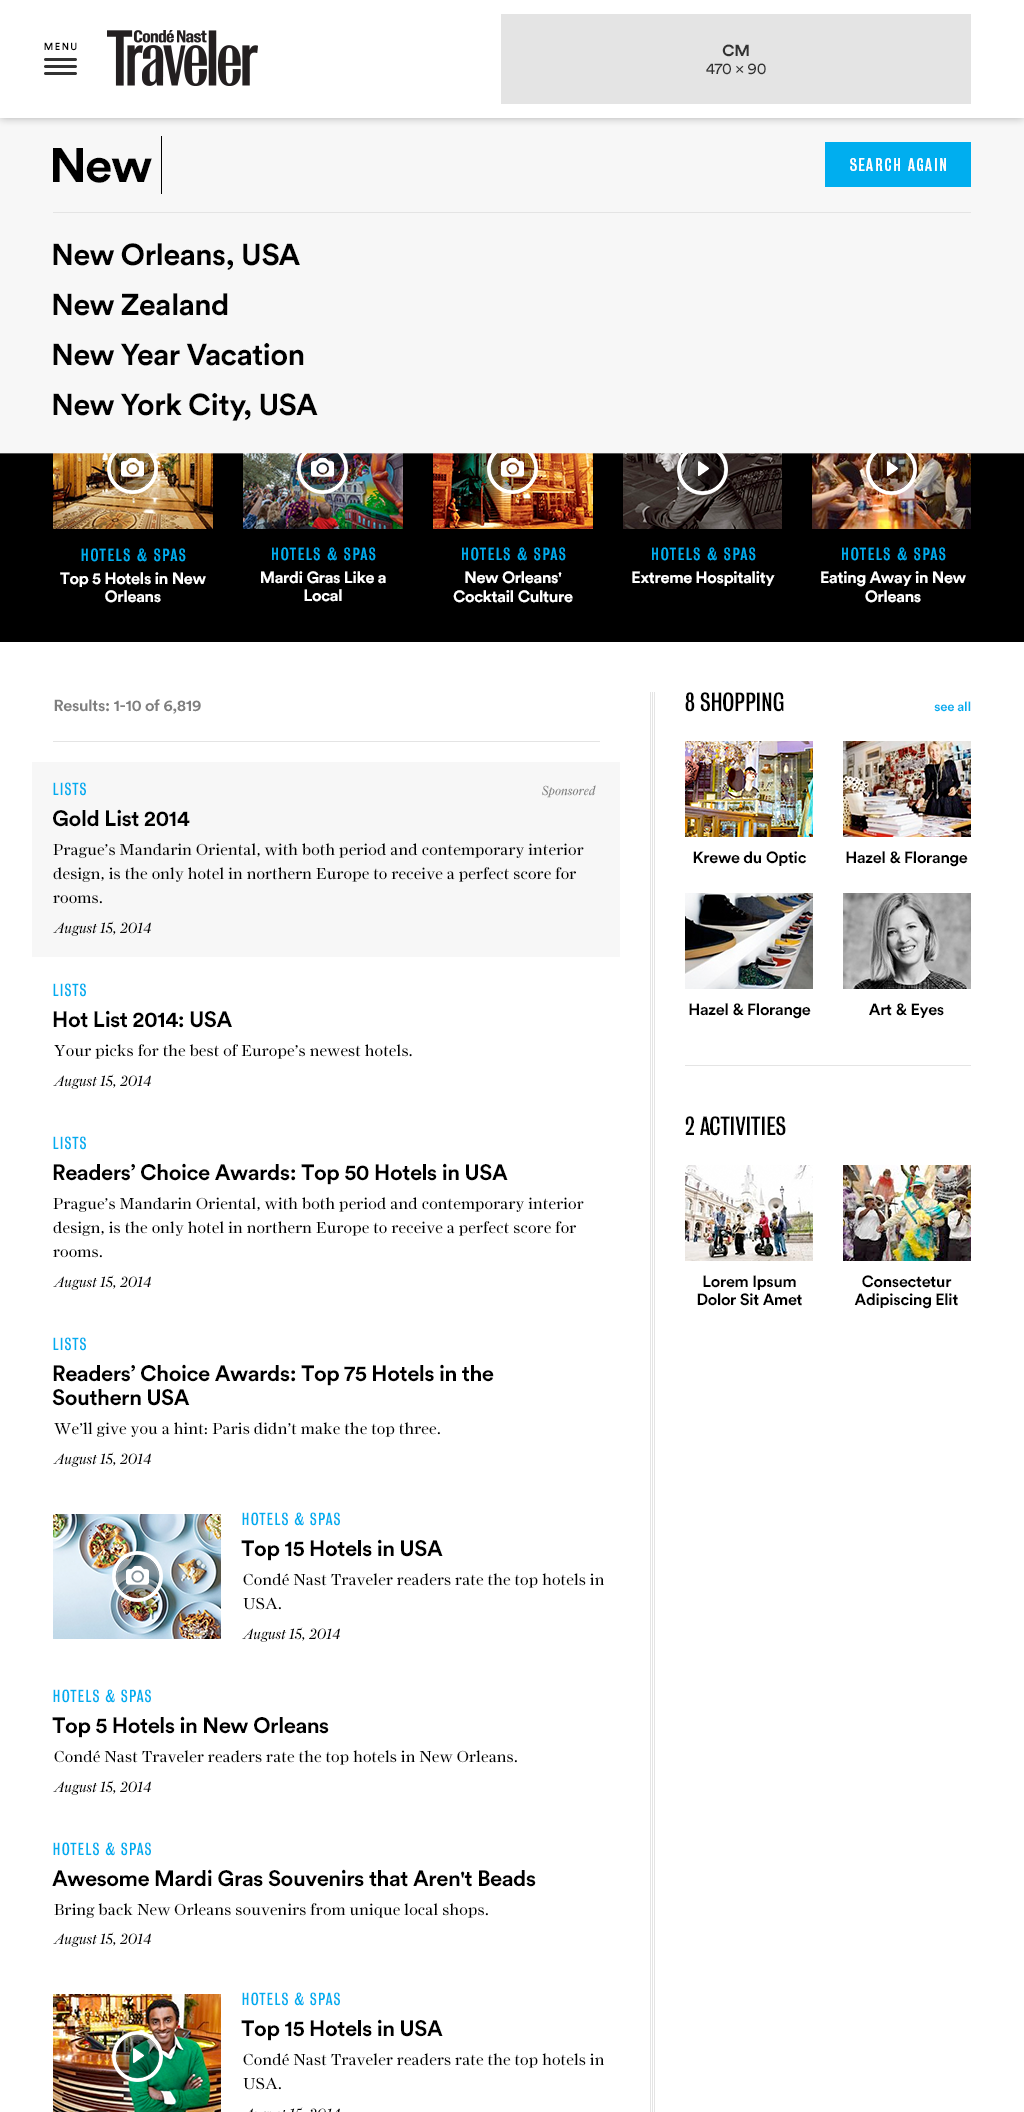 MENU
Condé Nast
Traveler
CM
470 × 90
New
SEARCH AGAIN
New Orleans, USA
New Zealand
New Year Vacation
New York City, USA
HOTELS & SPAS
Top 5 Hotels in New
Orleans
HOTELS & SPAS
Mardi Gras Like a
Local
HOTELS & SPAS
New Orleans'
Cocktail Culture
HOTELS & SPAS
Extreme Hospitality
HOTELS & SPAS
Eating Away in New
Orleans
Results: 1-10 of 6,819
LISTS
Sponsored
Gold List 2014
Prague’s Mandarin Oriental, with both period and contemporary interior
design, is the only hotel in northern Europe to receive a perfect score for
rooms.
August 15, 2014
LISTS
Hot List 2014: USA
Your picks for the best of Europe’s newest hotels.
August 15, 2014
LISTS
Readers’ Choice Awards: Top 50 Hotels in USA
Prague’s Mandarin Oriental, with both period and contemporary interior
design, is the only hotel in northern Europe to receive a perfect score for
rooms.
August 15, 2014
LISTS
Readers’ Choice Awards: Top 75 Hotels in the
Southern USA
We’ll give you a hint: Paris didn’t make the top three.
August 15, 2014
HOTELS & SPAS
Top 15 Hotels in USA
Condé Nast Traveler readers rate the top hotels in
USA.
August 15, 2014
HOTELS & SPAS
Top 5 Hotels in New Orleans
Condé Nast Traveler readers rate the top hotels in New Orleans.
August 15, 2014
HOTELS & SPAS
Awesome Mardi Gras Souvenirs that Aren't Beads
Bring back New Orleans souvenirs from unique local shops.
August 15, 2014
HOTELS & SPAS
Top 15 Hotels in USA
Condé Nast Traveler readers rate the top hotels in
USA.
8 SHOPPING
see all
Krewe du Optic
Hazel & Florange
Hazel & Florange
Art & Eyes
2 ACTIVITIES
Lorem Ipsum
Dolor Sit Amet
Consectetur
Adipiscing Elit